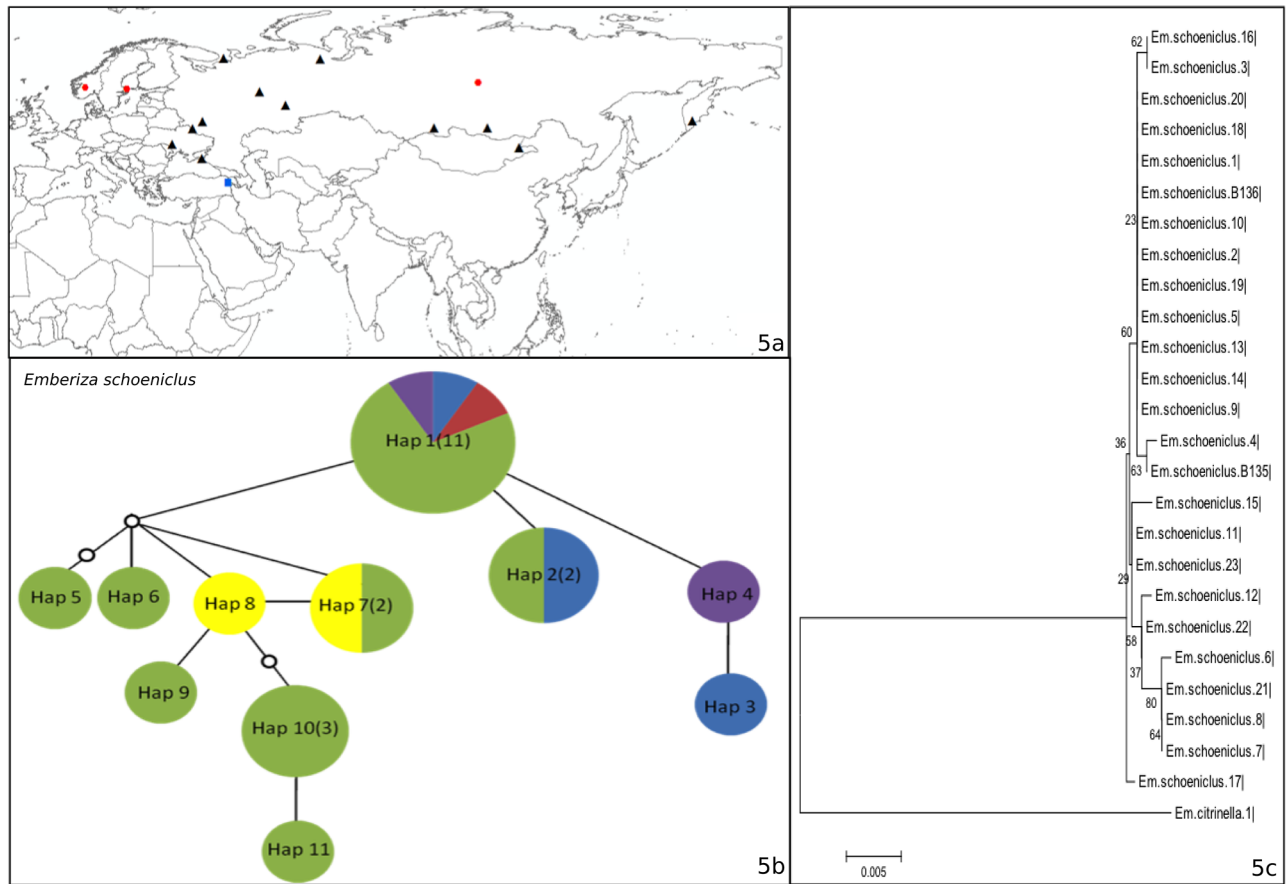 5a
Emberiza schoeniclus
Hap 1(11)
Hap 5
Hap 6
Hap 8
Hap 7(2)
Hap 2(2)
Hap 4
Hap 9
Hap 10(3)
Hap 3
Hap 11
5b
62
Em.schoeniclus.16|
Em.schoeniclus.3|
Em.schoeniclus.20|
Em.schoeniclus.18|
Em.schoeniclus.1|
Em.schoeniclus.B136|
23
Em.schoeniclus.10|
Em.schoeniclus.2|
Em.schoeniclus.19|
Em.schoeniclus.5|
60
Em.schoeniclus.13|
Em.schoeniclus.14|
Em.schoeniclus.9|
36
Em.schoeniclus.4|
63
Em.schoeniclus.B135|
Em.schoeniclus.15|
Em.schoeniclus.11|
Em.schoeniclus.23|
29
Em.schoeniclus.12|
Em.schoeniclus.22|
58
Em.schoeniclus.6|
37
Em.schoeniclus.21|
80
Em.schoeniclus.8|
64
Em.schoeniclus.7|
Em.schoeniclus.17|
Em.citrinella.1|
0.005
5c